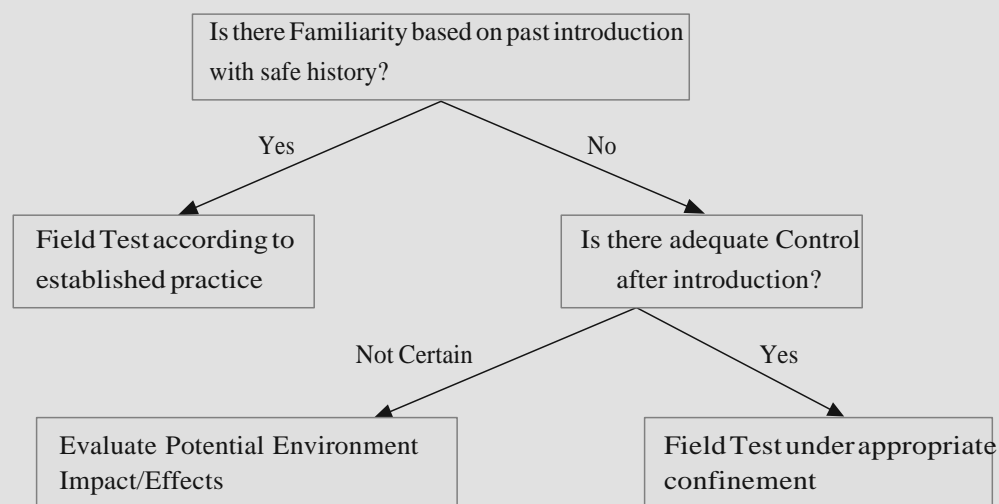 Is there Familiarity based on past introduction
with safe history?
Yes
No
Field Test according to
established practice
Is there adequate Control
after introduction?
Not Certain
Yes
Evaluate Potential Environment
Impact/Effects
Field Test under appropriate
confinement